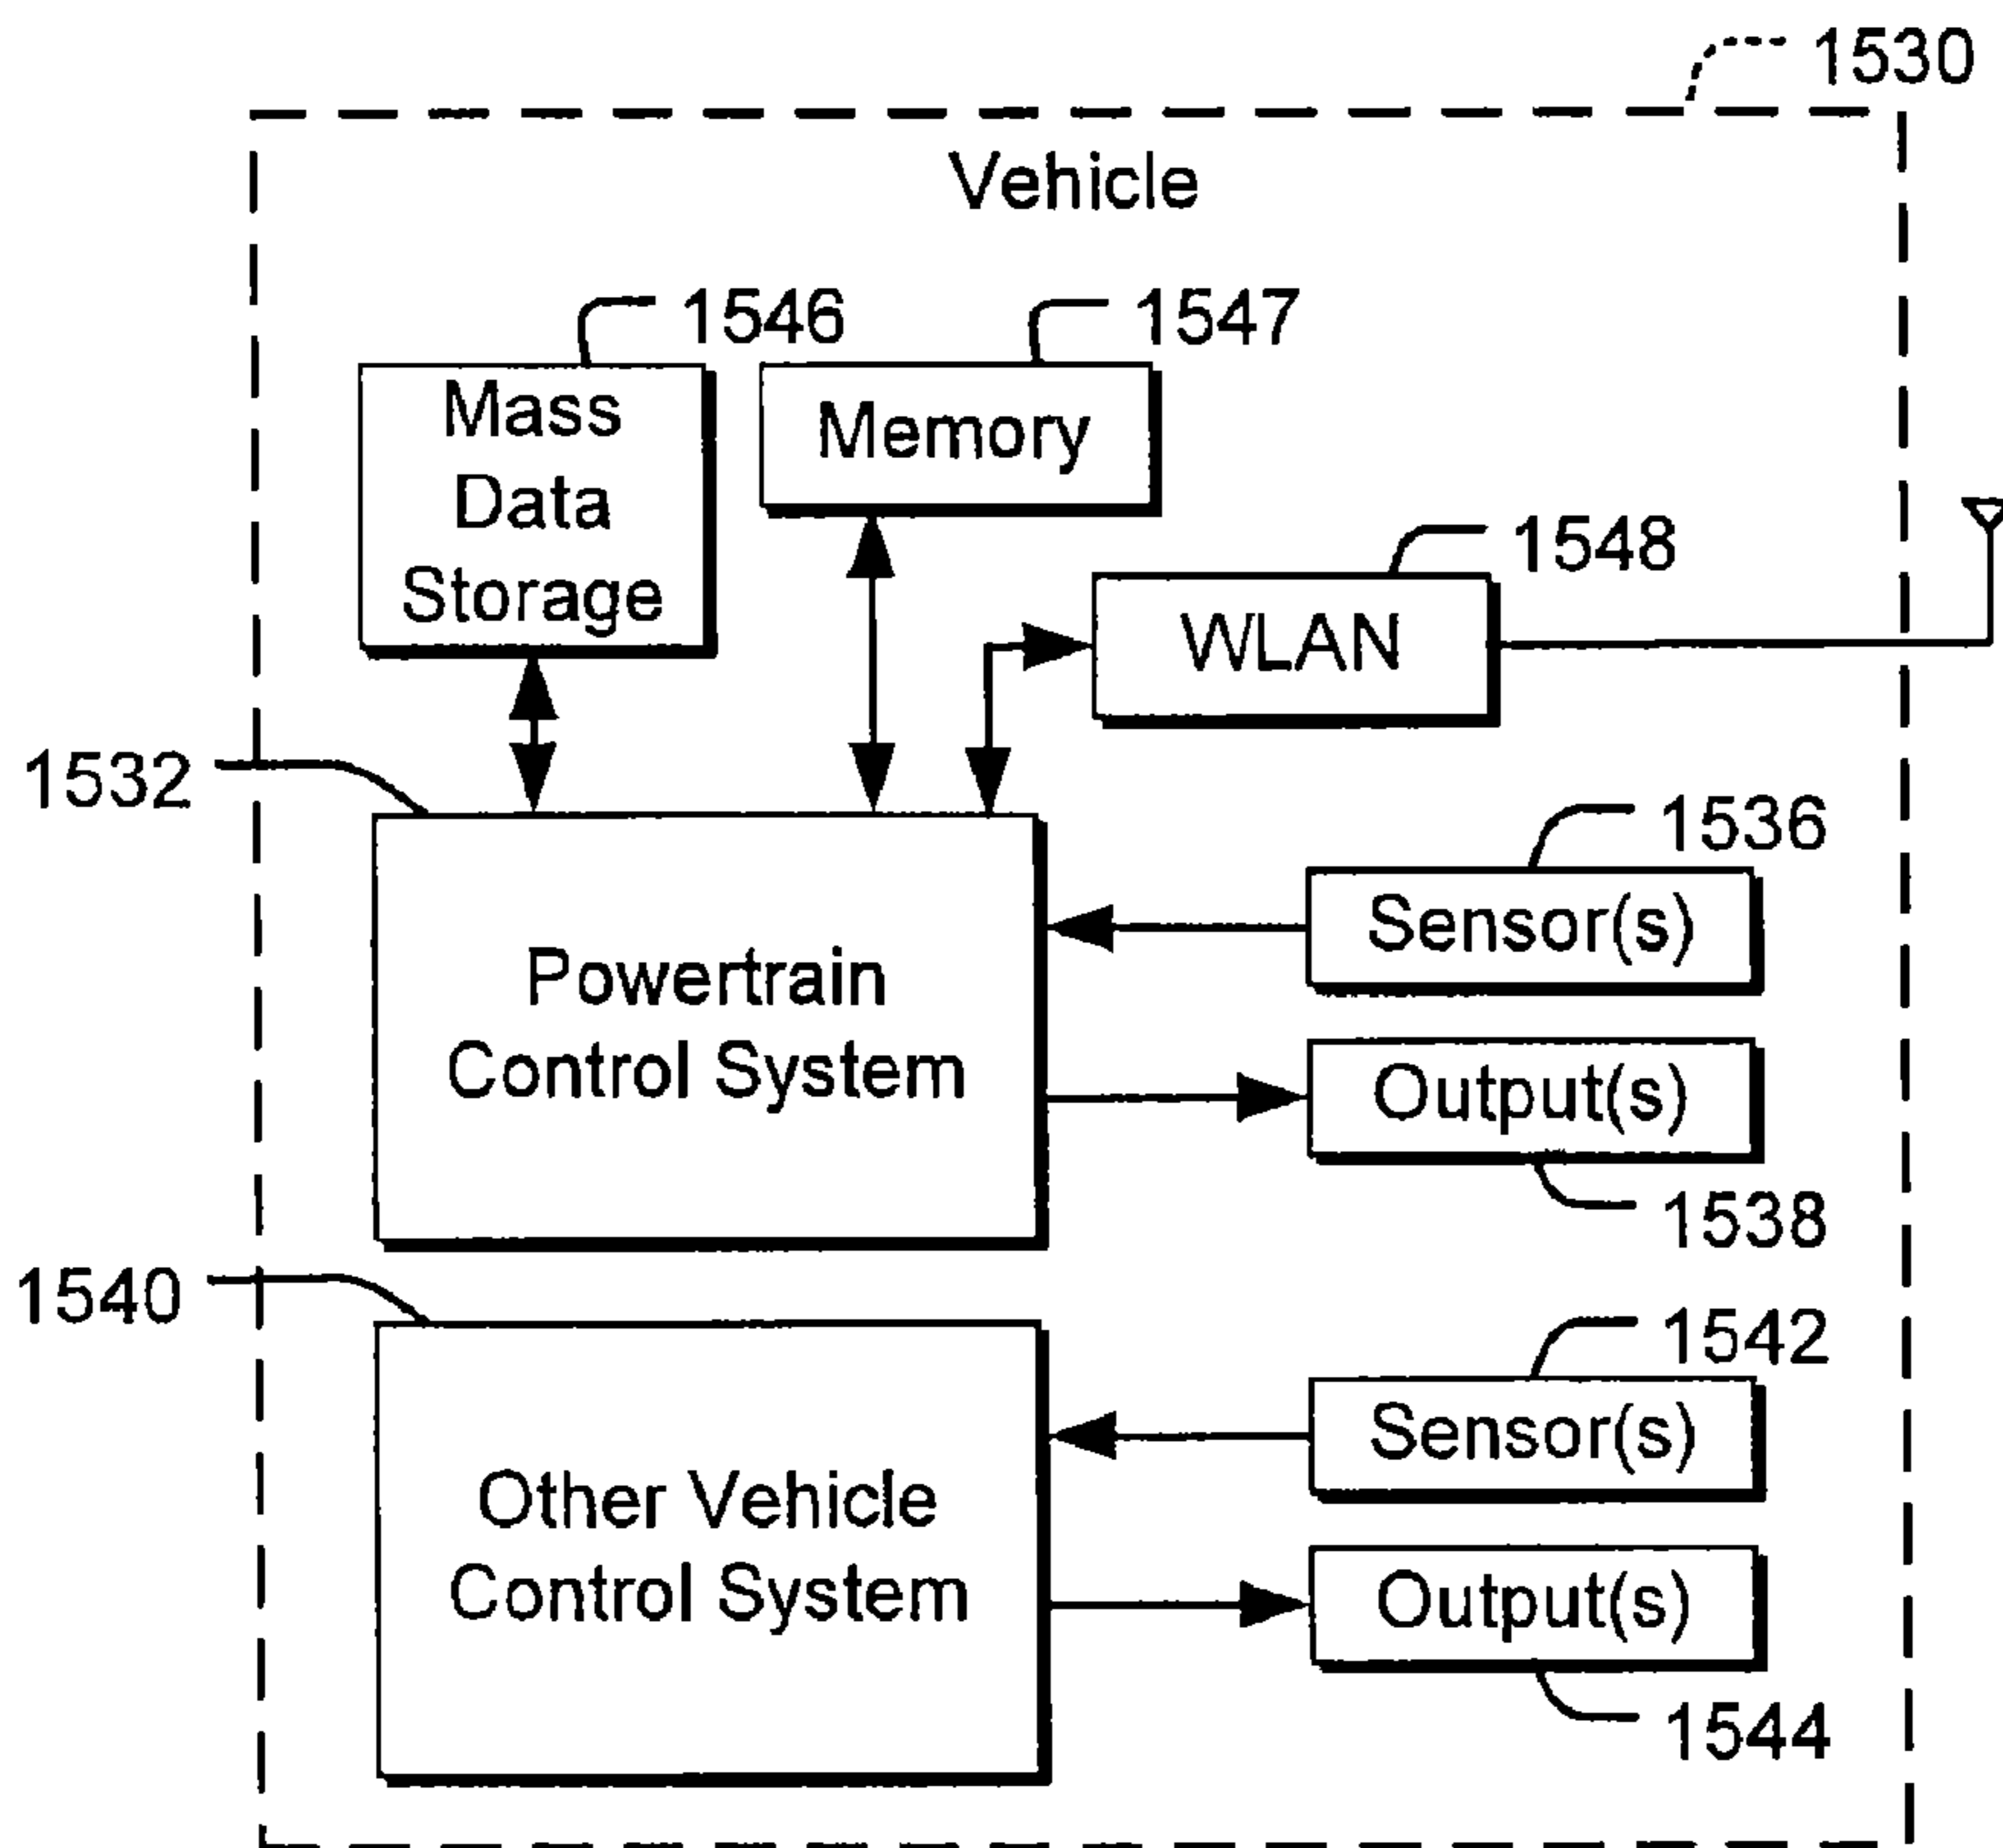 1530
Vehicle
1546
1547
Mass
Data
Storage
Memory
1548
WLAN
1532
1536
Sensor(s)
Powertrain
Control System
Output(s)
1538
1540
1542
Sensor(s)
Other Vehicle
Control System
Output(s)
1544